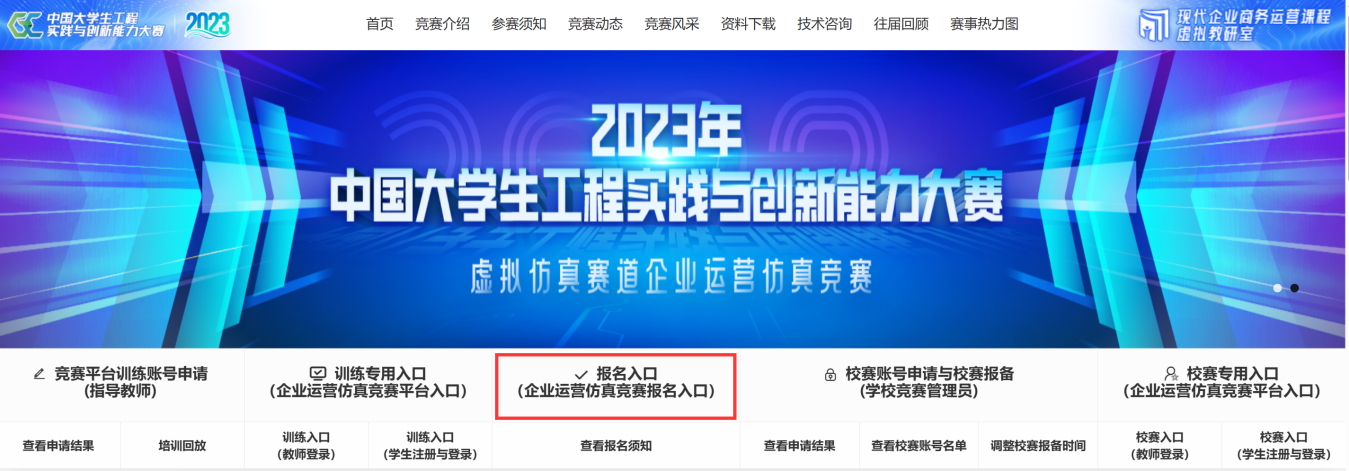 中国大学生工程
实践与创新能力大赛
2023
首页 竞赛介绍 参赛须知 竞赛动态 竞赛风采 资料下载 技术咨询 往届回顾 赛事热力图
现代企业商务运营课程
虚拟教研室
2023年
中国大学生工程实践与创新能力大赛
虚拟仿真赛道企业运营仿真竞赛
竞赛平台训练账号申请
(指导教师)
训练专用入口
(企业运营仿真竞赛平台入口)
报名入口
(企业运营仿真竞赛报名入口)
校赛账号申请与校赛报备
(学校竞赛管理员)
校赛专用入口
(企业运营仿真竞赛平台入口)
查看申请结果
培训回放
训练入口
(教师登录)
训练入口
(学生注册与登录)
查看报名须知
查看申请结果
查看校赛账号名单
调整校赛报备时间
校赛入口
(教师登录)
校赛入口
(学生注册与登录)